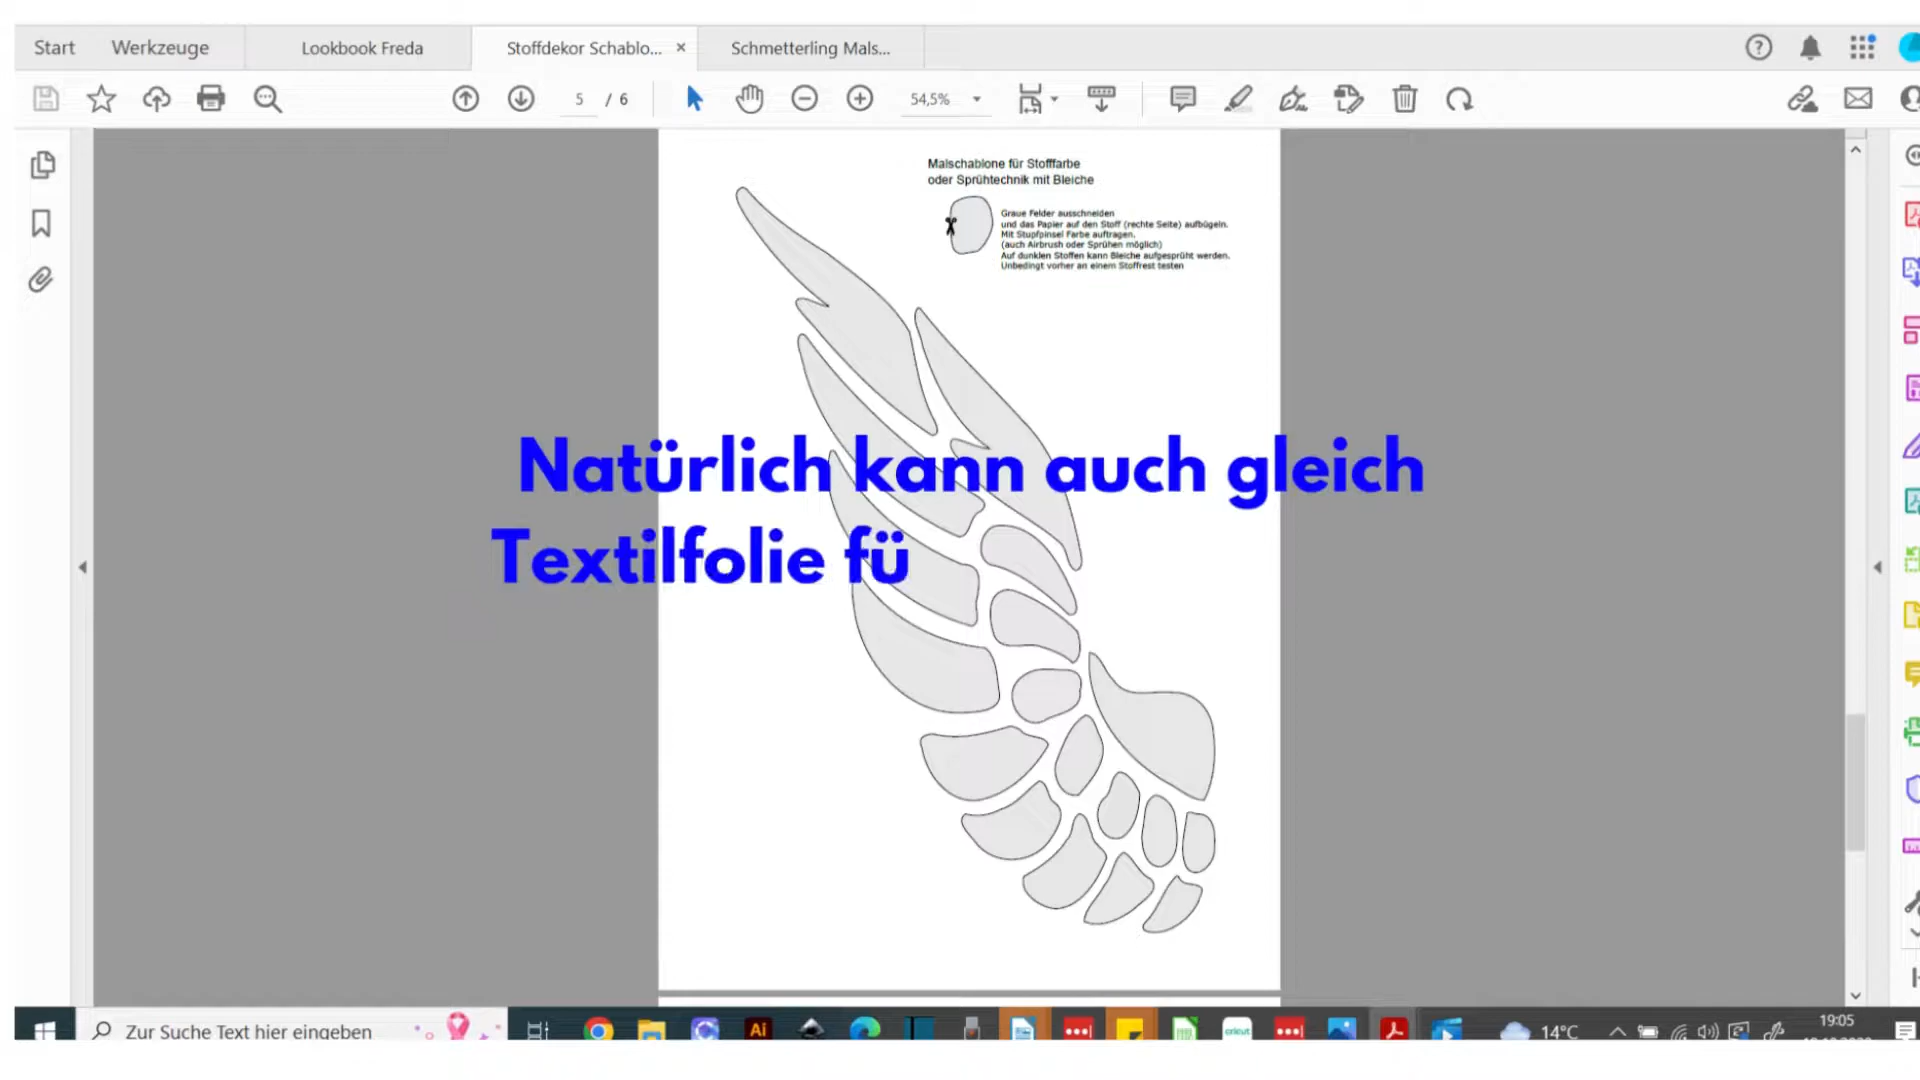 Start Werkzeuge Lookbook Freda Stoffdekor Schablo... × Schmetterling Mals...
5 / 6 54,5%
Malschablone für Stofffarbe
oder Sprühtechnik mit Bleiche
Graue Felder ausschneiden
und das Papier auf den Stoff (rechte Seite) aufbügeln.
Mit Stupfpinsel Farbe auftragen.
(auch Airbrush oder Sprühen möglich)
Auf dunklen Stoffen kann Bleiche aufgesprüht werden.
Unbedingt vorher an einem Stoffrest testen
Natürlich kann auch gleich
Textilfolie fü
Zur Suche Text hier eingeben Ai cricut 14°C 19:05